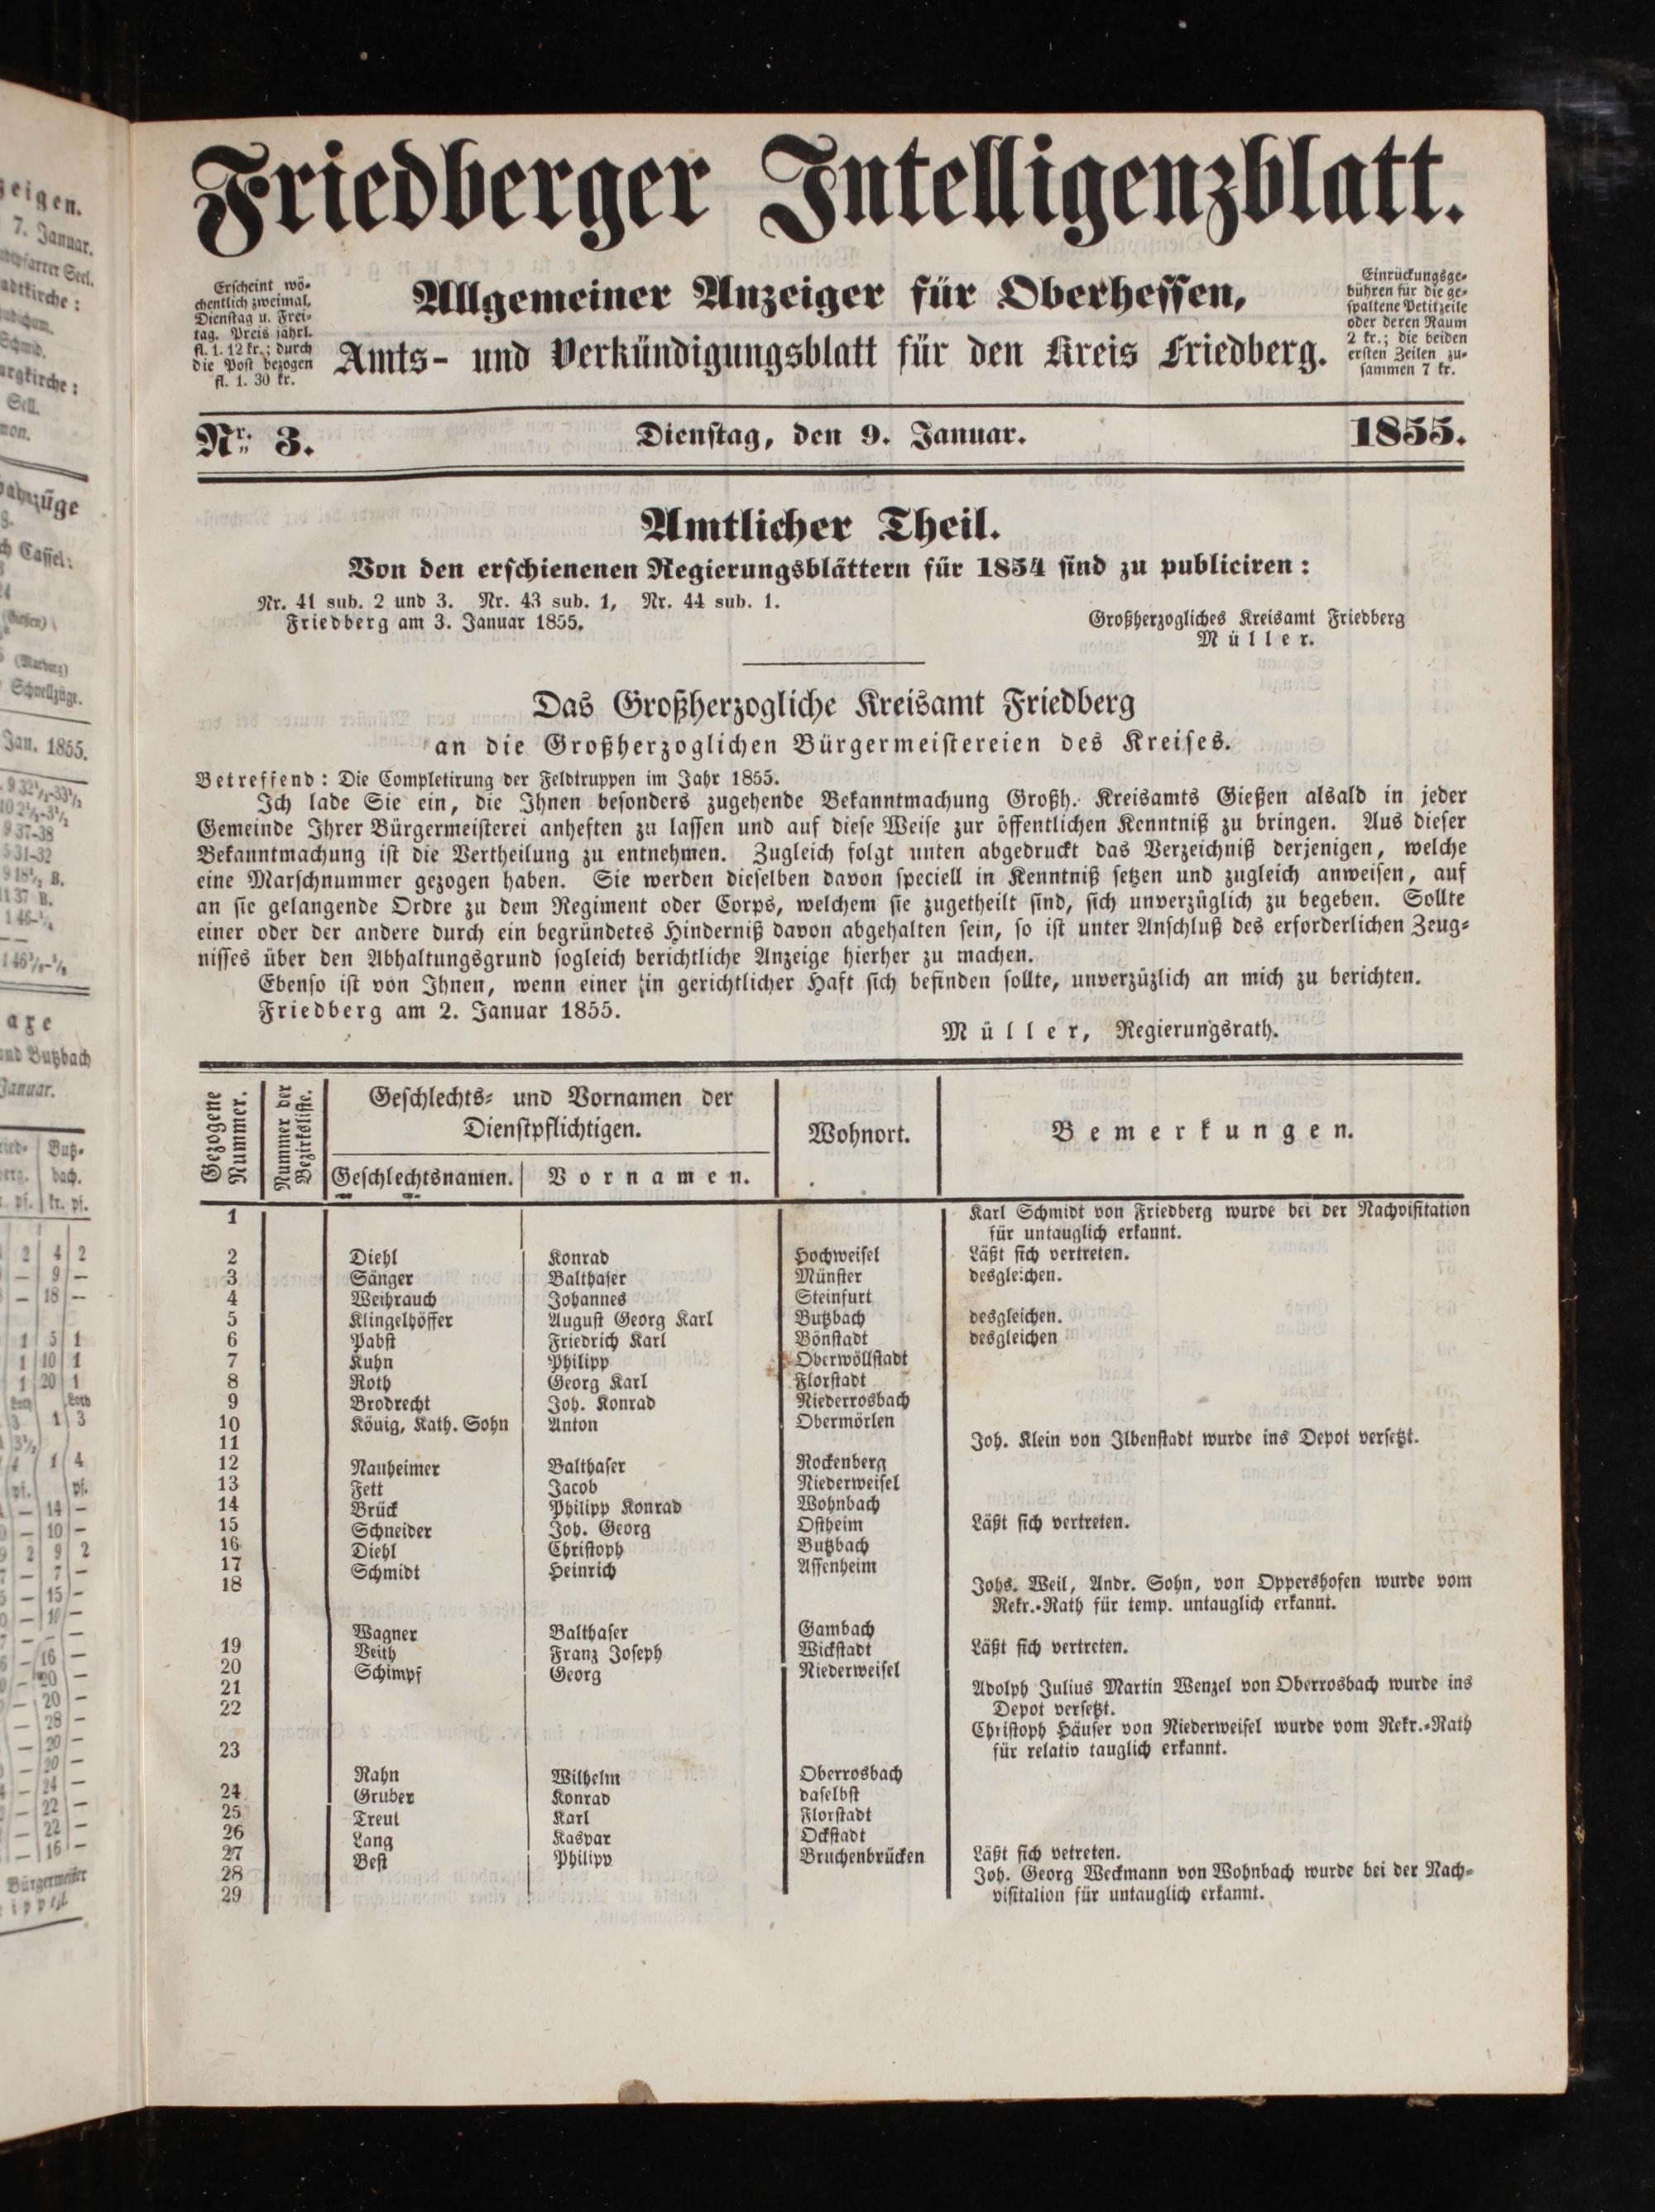 eigen.
7. Januar.
Friedberger Intelligenzblatt.
Erscheint wö-
chentlich zweimal,
Dienstag u. Frei-
tag. Preis jährl.
fl. 1. 12 kr.; durch
die Post bezogen
fl. 1. 30 kr.
Allgemeiner Anzeiger für Oberhessen,
Amts- und Verkündigungsblatt für den Kreis Friedberg.
Einrückungsge-
bühren für die ge-
spaltene Petitzeile
oder deren Raum
2 kr.; die beiden
ersten Zeilen zu-
sammen 7 kr.
Nr. 3. Dienstag, den 9. Januar. 1855.
Amtlicher Theil.
Von den erschienenen Regierungsblättern für 1854 sind zu publiciren:
Nr. 41 sub. 2 und 3. Nr. 43 sub. 1, Nr. 44 sub. 1.
Friedberg am 3. Januar 1855.
Großherzogliches Kreisamt Friedberg
Müller.
Das Großherzogliche Kreisamt Friedberg
an die Großherzoglichen Bürgermeistereien des Kreises.
Betreffend: Die Completirung der Feldtruppen im Jahr 1855.
Ich lade Sie ein, die Ihnen besonders zugehende Bekanntmachung Großh. Kreisamts Gießen alsald in jeder
Gemeinde Ihrer Bürgermeisterei anheften zu lassen und auf diese Weise zur öffentlichen Kenntniß zu bringen. Aus dieser
Bekanntmachung ist die Vertheilung zu entnehmen. Zugleich folgt unten abgedruckt das Verzeichniß derjenigen, welche
eine Marschnummer gezogen haben. Sie werden dieselben davon speciell in Kenntniß setzen und zugleich anweisen, auf
an sie gelangende Ordre zu dem Regiment oder Corps, welchem sie zugetheilt sind, sich unverzüglich zu begeben. Sollte
einer oder der andere durch ein begründetes Hinderniß davon abgehalten sein, so ist unter Anschluß des erforderlichen Zeug-
nisses über den Abhaltungsgrund sogleich berichtliche Anzeige hierher zu machen.
Ebenso ist von Ihnen, wenn einer in gerichtlicher Haft sich befinden sollte, unverzüzlich an mich zu berichten.
Friedberg am 2. Januar 1855.
Müller, Regierungsrath.
Gezogene Nummer. Nummer der Bezirksliste. Geschlechts- und Vornamen der Dienstpflichtigen. Wohnort. Bemerkungen.
Geschlechtsnamen. Vornamen.
1 Karl Schmidt von Friedberg wurde bei der Nachvisitation
für untauglich erkannt.
2 Diehl Konrad Hochweisel Läßt sich vertreten.
3 Sänger Balthaser Münster desgleichen.
4 Weihrauch Johannes Steinfurt
5 Klingelhöffer August Georg Karl Butzbach desgleichen.
6 Pabst Friedrich Karl Bönstadt desgleichen
7 Kuhn Philipp Oberwöllstadt
8 Roth Georg Karl Florstadt
9 Brodrecht Joh. Konrad Niederrosbach
10 Köuig, Kath. Sohn Anton Obermörlen
11 Joh. Klein von Ilbenstadt wurde ins Depot versetzt.
12 Nauheimer Balthaser Rockenberg
13 Fett Jacob Niederweisel
14 Brück Philipp Konrad Wohnbach
15 Schneider Joh. Georg Ostheim Läßt sich vertreten.
16 Diehl Christoph Butzbach
17 Schmidt Heinrich Assenheim
18 Johs. Weil, Andr. Sohn, von Oppershofen wurde vom
Rekr.-Rath für temp. untauglich erkannt.
Wagner Balthaser Gambach
19 Veith Franz Joseph Wickstadt Läßt sich vertreten.
20 Schimpf Georg Niederweisel
21 Adolph Julius Martin Wenzel von Oberrosbach wurde ins
22 Depot versetzt.
Christoph Häuser von Niederweisel wurde vom Rekr.-Rath
23 für relativ tauglich erkannt.
Rahn Wilhelm Oberrosbach
24 Gruber Konrad daselbst
25 Treul Karl Florstadt
26 Lang Kaspar Ockstadt
27 Best Philipp Bruchenbrücken Läßt sich vetreten.
28 Joh. Georg Weckmann von Wohnbach wurde bei der Nach-
29 visitalion für untauglich erkannt.